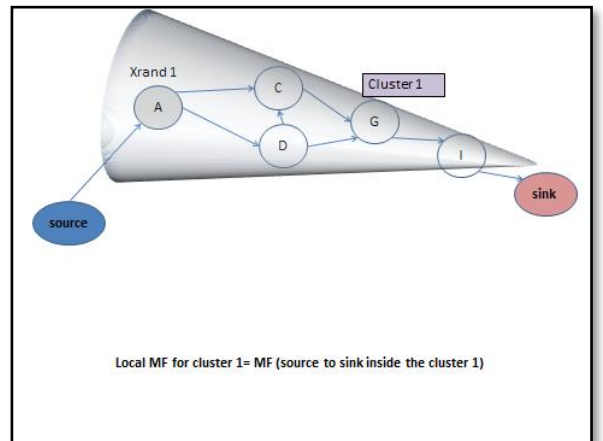 Xrand 1
Cluster 1
A
C
G
D
I
source
sink
Local MF for cluster 1= MF (source to sink inside the cluster 1)